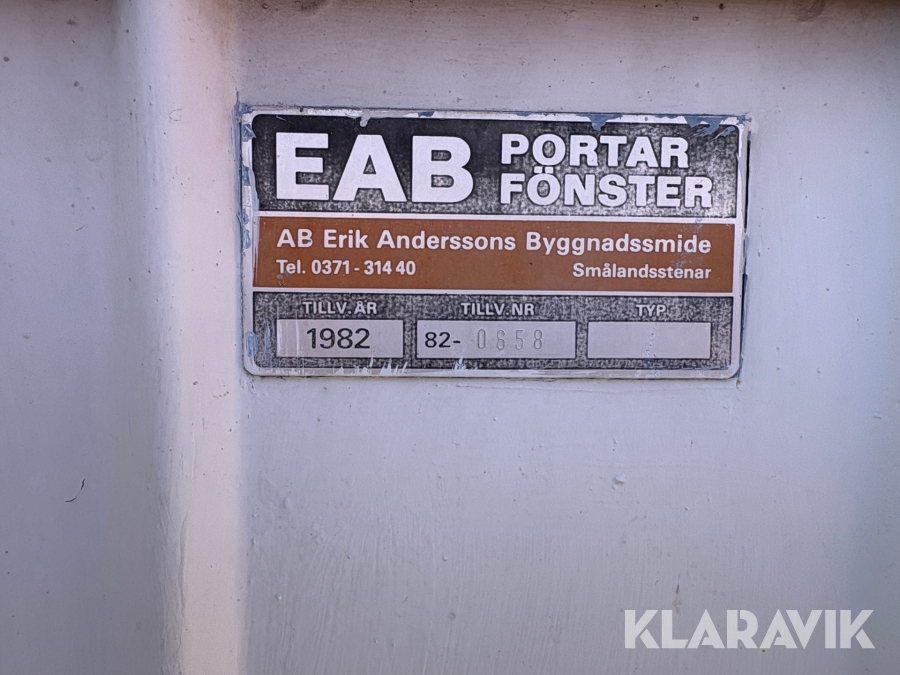 EAB PORTAR
FÖNSTER
AB Erik Anderssons Byggnadssmide
Tel. 0371-314 40 Smålandsstenar
TILLV. ÅR TILLV. NR TYP
1982 82- 0658
KLARAVIK